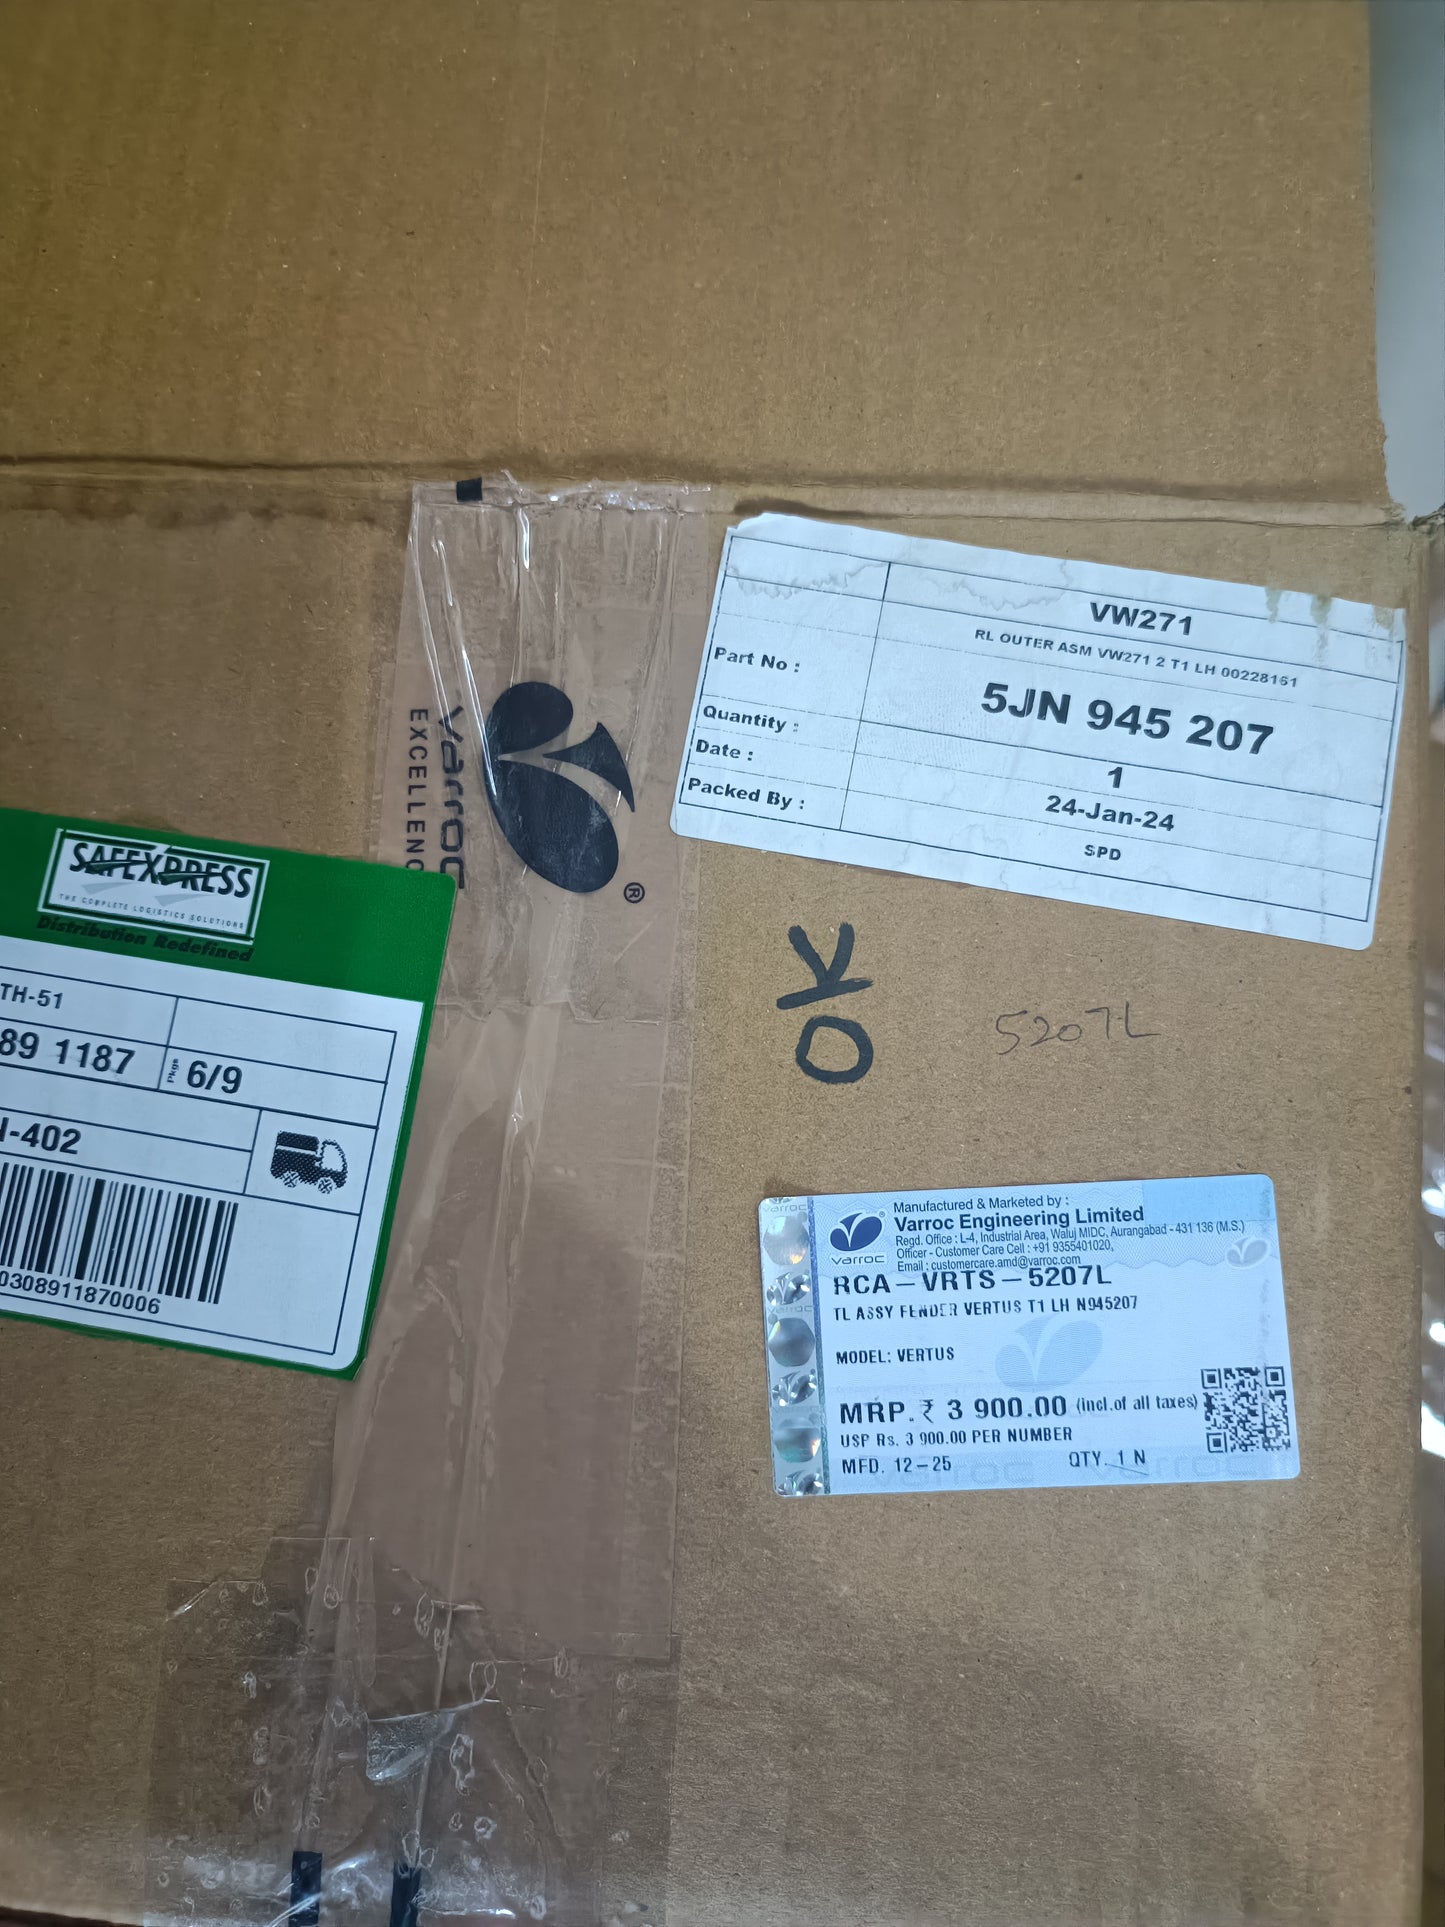 VW271
RL OUTER ASM VW271 2 T1 LH 00228161
Part No : 5JN 945 207
Quantity : 1
Date : 24-Jan-24
Packed By : SPD
varroc
EXCELLENC
®
SAFEXPRESS
THE COMPLETE LOGISTICS SOLUTIONS
Distribution Redefined
TH-51
89 1187 Pkgs 6/9
-402
0308911870006
OK
5207L
varroc
Manufactured & Marketed by :
Varroc Engineering Limited
Regd. Office : L-4, Industrial Area, Waluj MIDC, Aurangabad - 431 136 (M.S.)
Officer - Customer Care Cell : +91 9355401020,
Email : customercare.amd@varroc.com
RCA-VRTS-5207L
TL ASSY FENDER VERTUS T1 LH N945207
MODEL: VERTUS
MRP. ₹ 3 900.00 (incl.of all taxes)
USP Rs. 3 900.00 PER NUMBER
MFD. 12-25 QTY. 1 N